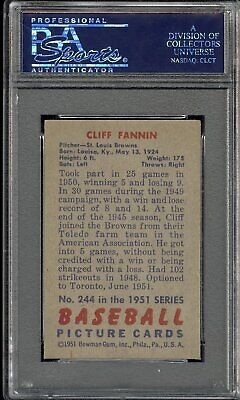 PROFESSIONAL
PSA
Sports
AUTHENTICATOR
A
DIVISION OF
COLLECTORS
UNIVERSE
NASDAQ: CLCT
CLIFF FANNIN
Pitcher—St. Louis Browns
Born: Louisa, Ky., May 13, 1924
Height: 6 ft. Weight: 175
Bats: Left Throws: Right
Took part in 25 games in
1950, winning 5 and losing 9.
In 30 games during the 1949
campaign, with a win and lose
record of 8 and 14. At the
end of the 1945 season, Cliff
joined the Browns from their
Toledo farm team in the
American Association. He got
into 5 games, without either
a win or a loss being
charged. Had 102
strikeouts in 1948. Optioned
to Toronto, June 1951.
No. 244 in the 1951 SERIES
BASEBALL
PICTURE CARDS
©1951 Bowman Gum, Inc., Phila., Pa., U.S.A.